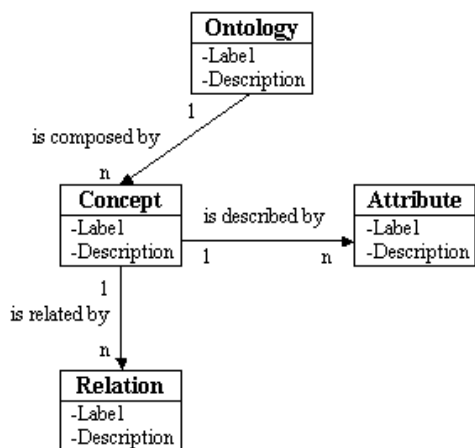 Ontology
-Label
-Description
1
is composed by
n
Concept
-Label
-Description
is described by
1
n
Attribute
-Label
-Description
1
is related by
n
Relation
-Label
-Description